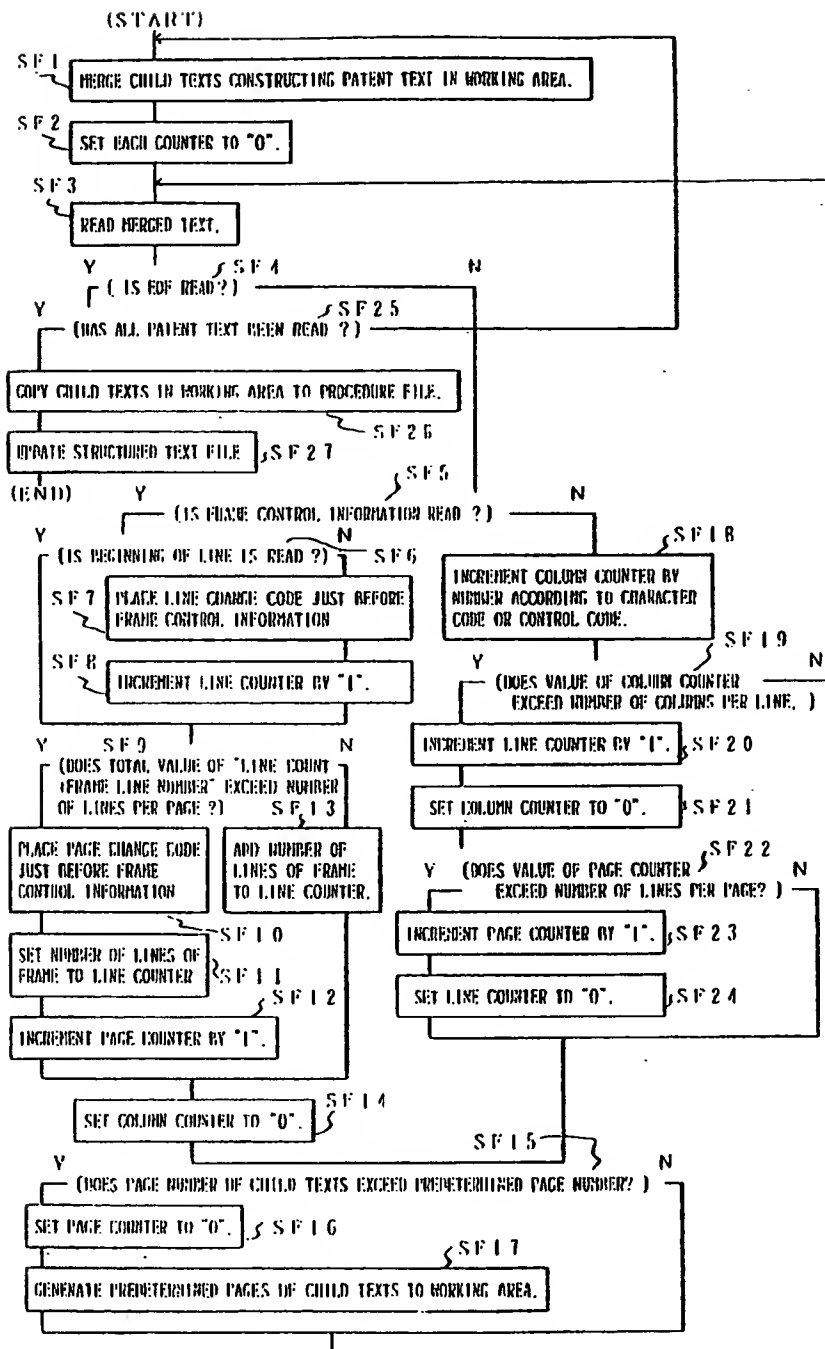 (START)
SF1
MERGE CHILD TEXTS CONSTRUCTING PATENT TEXT IN WORKING AREA.
SF2
SET EACH COUNTER TO "0".
SF3
READ MERGED TEXT.
Y SF4 N
( IS EOF READ?)
Y SF25
(HAS ALL PATENT TEXT BEEN READ ?)
COPY CHILD TEXTS IN WORKING AREA TO PROCEDURE FILE.
SF26
UPDATE STRUCTURED TEXT FILE SF27
(END) Y SF5 N
(IS FRAME CONTROL INFORMATION READ ?)
Y N SF6 SF18
(IS BEGINNING OF LINE IS READ ?)
SF7
PLACE LINE CHANGE CODE JUST BEFORE
FRAME CONTROL INFORMATION
INCREMENT COLUMN COUNTER BY
NUMBER ACCORDING TO CHARACTER
CODE OR CONTROL CODE.
SF8
INCREMENT LINE COUNTER BY "1".
Y SF19 N
(DOES VALUE OF COLUMN COUNTER
EXCEED NUMBER OF COLUMNS PER LINE. )
Y SF9 N
(DOES TOTAL VALUE OF "LINE COUNT
+FRAME LINE NUMBER" EXCEED NUMBER
OF LINES PER PAGE ?) SF13
INCREMENT LINE COUNTER BY "1". SF20
SET COLUMN COUNTER TO "0". SF21
PLACE PAGE CHANGE CODE
JUST BEFORE FRAME
CONTROL INFORMATION
ADD NUMBER OF
LINES OF FRAME
TO LINE COUNTER.
Y SF22 N
(DOES VALUE OF PAGE COUNTER
EXCEED NUMBER OF LINES PER PAGE? )
SF10
SET NUMBER OF LINES OF
FRAME TO LINE COUNTER SF11
INCREMENT PAGE COUNTER BY "1". SF23
SF12
INCREMENT PAGE COUNTER BY "1".
SET LINE COUNTER TO "0". SF24
SET COLUMN COUNTER TO "0". SF14
Y SF15 N
(DOES PAGE NUMBER OF CHILD TEXTS EXCEED PREDETERMINED PAGE NUMBER? )
SET PAGE COUNTER TO "0". SF16
SF17
GENENATE PREDETERMINED PAGES OF CHILD TEXTS TO WORKING AREA.